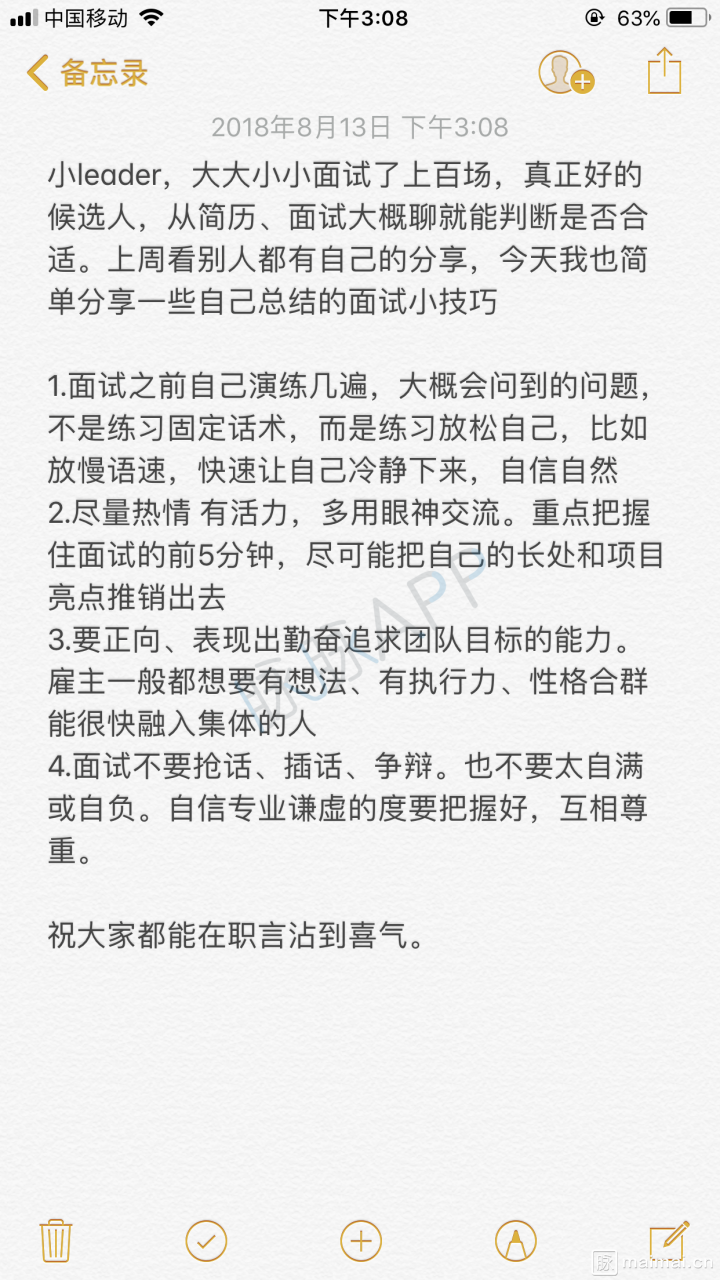 中国移动 下午3:08 63%
备忘录
2018年8月13日 下午3:08
小leader，大大小小面试了上百场，真正好的
候选人，从简历、面试大概聊就能判断是否合
适。上周看别人都有自己的分享，今天我也简
单分享一些自己总结的面试小技巧
1.面试之前自己演练几遍，大概会问到的问题，
不是练习固定话术，而是练习放松自己，比如
放慢语速，快速让自己冷静下来，自信自然
2.尽量热情 有活力，多用眼神交流。重点把握
住面试的前5分钟，尽可能把自己的长处和项目
亮点推销出去
3.要正向、表现出勤奋追求团队目标的能力。
雇主一般都想要有想法、有执行力、性格合群
能很快融入集体的人
4.面试不要抢话、插话、争辩。也不要太自满
或自负。自信专业谦虚的度要把握好，互相尊
重。
祝大家都能在职言沾到喜气。
脉脉APP
脉 maimai.cn